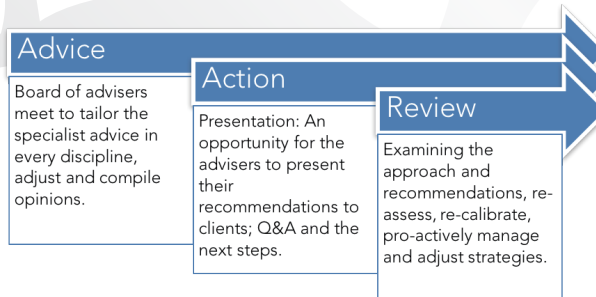 Advice
Board of advisers
meet to tailor the
specialist advice in
every discipline,
adjust and compile
opinions.
Action
Presentation: An
opportunity for the
advisers to present
their
recommendations to
clients; Q&A and the
next steps.
Review
Examining the
approach and
recommendations, re-
assess, re-calibrate,
pro-actively manage
and adjust strategies.